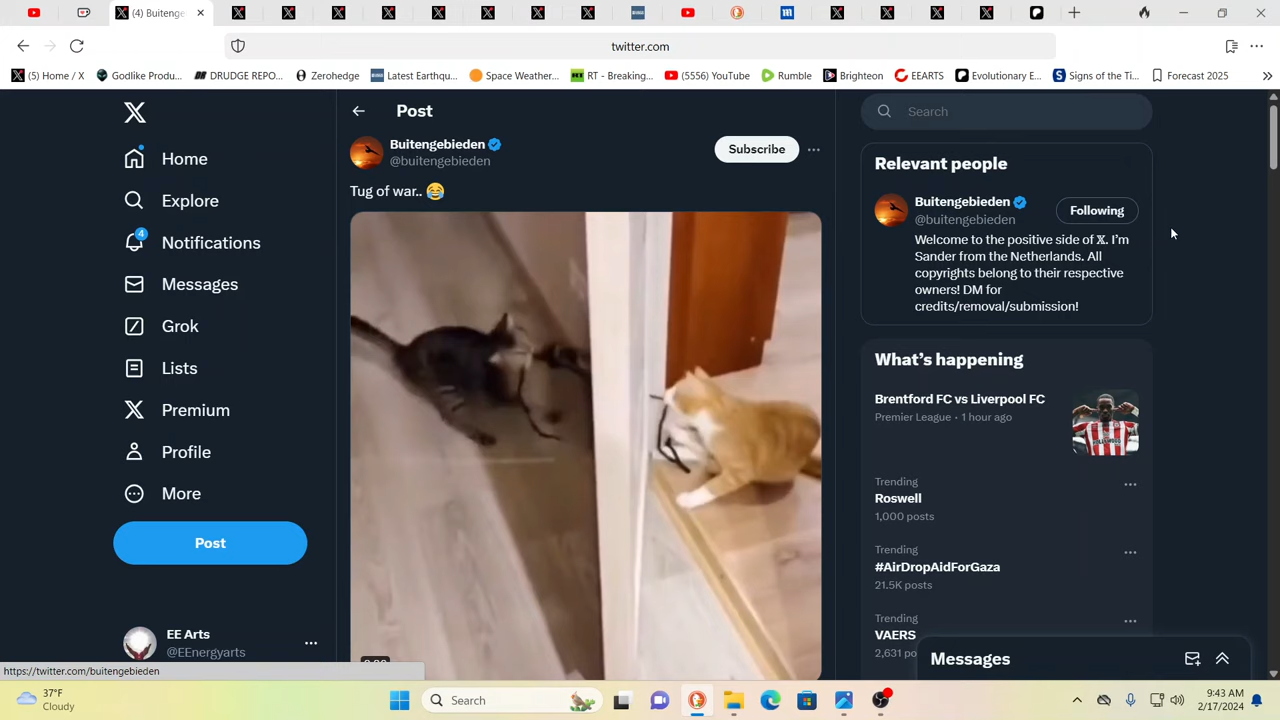 (4) Buitenge
twitter.com
(5) Home / X
Godlike Produ...
DRUDGE REPO...
Zerohedge
Latest Earthqu...
Space Weather...
RT - Breaking...
(5556) YouTube
Rumble
Brighteon
EEARTS
Evolutionary E...
Signs of the Ti...
Forecast 2025
Post
Search
Buitengebieden
@buitengebieden
Subscribe
Tug of war.. 😂
Home
Explore
4
Notifications
Messages
Grok
Lists
Premium
Profile
More
Post
EE Arts
@EEnergyarts
Relevant people
Buitengebieden
@buitengebieden
Following
Welcome to the positive side of 𝕏. I'm
Sander from the Netherlands. All
copyrights belong to their respective
owners! DM for
credits/removal/submission!
What's happening
Brentford FC vs Liverpool FC
Premier League · 1 hour ago
Trending
Roswell
1,000 posts
Trending
#AirDropAidForGaza
21.5K posts
Trending
VAERS
2,631 po
Messages
https://twitter.com/buitengebieden
37°F
Cloudy
Search
9:43 AM
2/17/2024